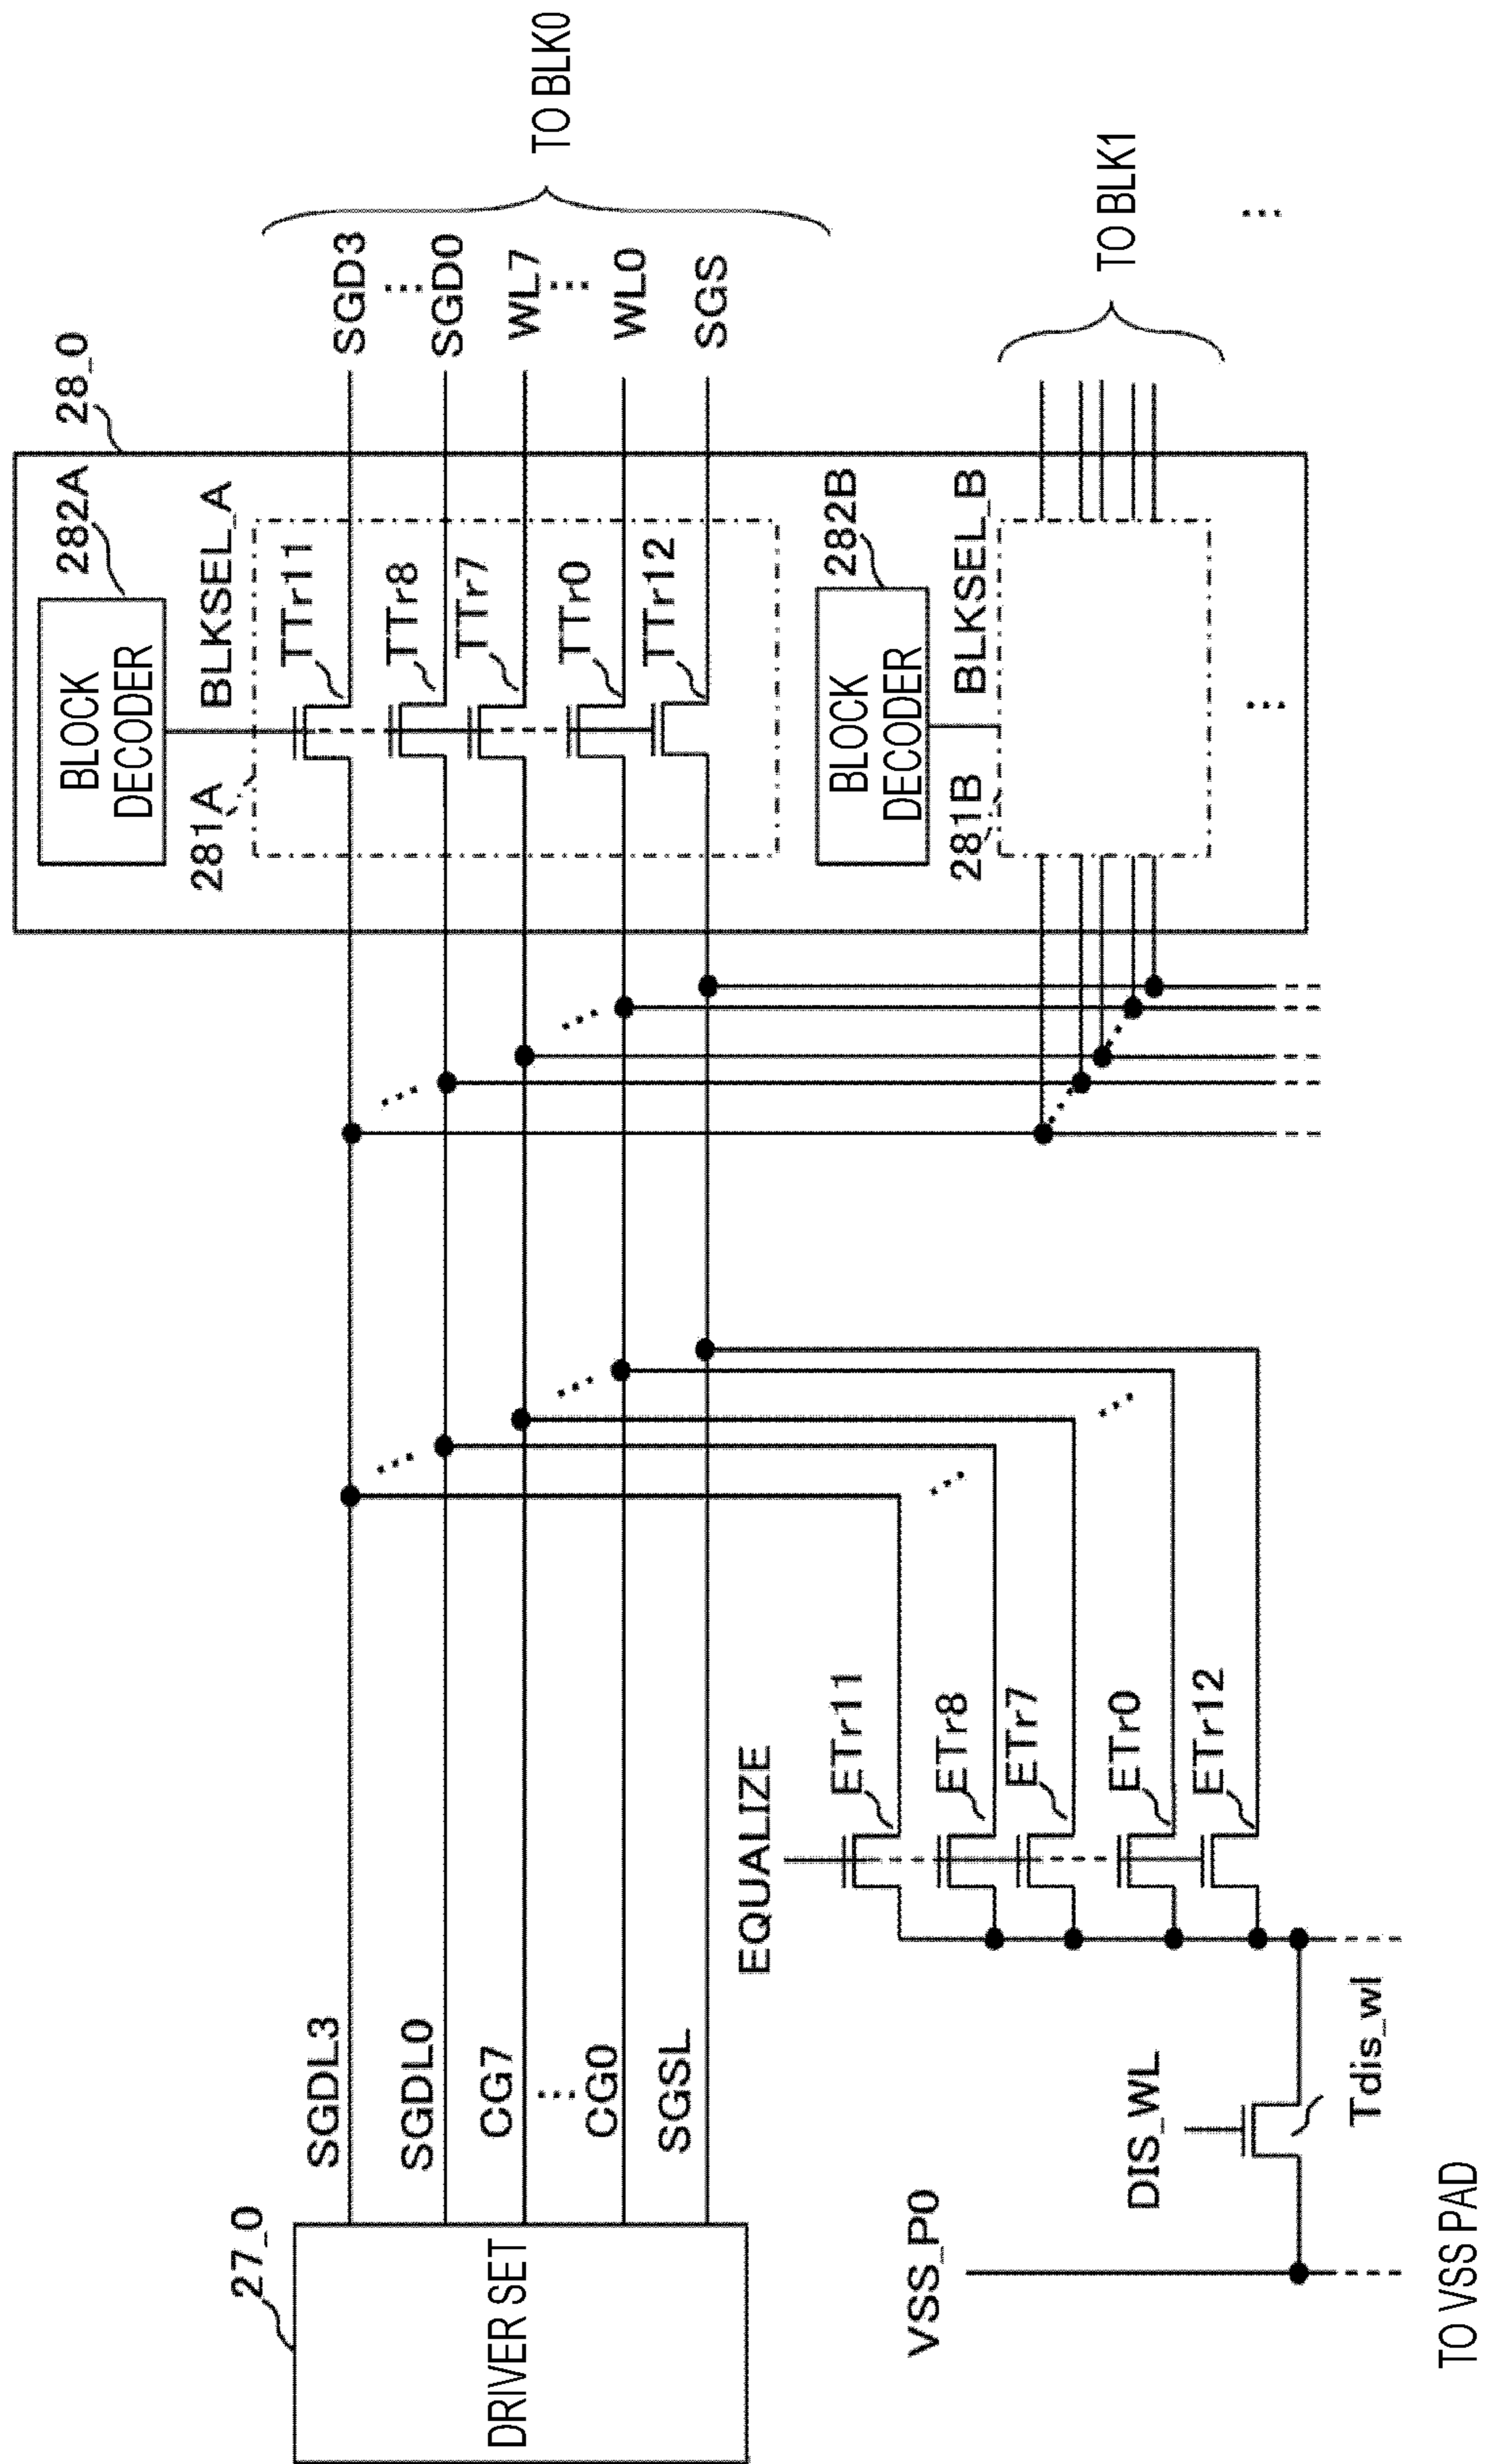 27_0
DRIVER SET
SGDL3
SGDL0
CG7
CG0
SGSL
28_0
BLOCK
DECODER
282A
BLKSEL_A
281A
TTr11
TTr8
TTr7
TTr0
TTr12
SGD3
SGD0
WL7
WL0
SGS
TO BLK0
BLOCK
DECODER
282B
BLKSEL_B
281B
TO BLK1
EQUALIZE
ETr11
ETr8
ETr7
ETr0
ETr12
VSS_P0
DIS_WL
Tdis_wl
TO VSS PAD